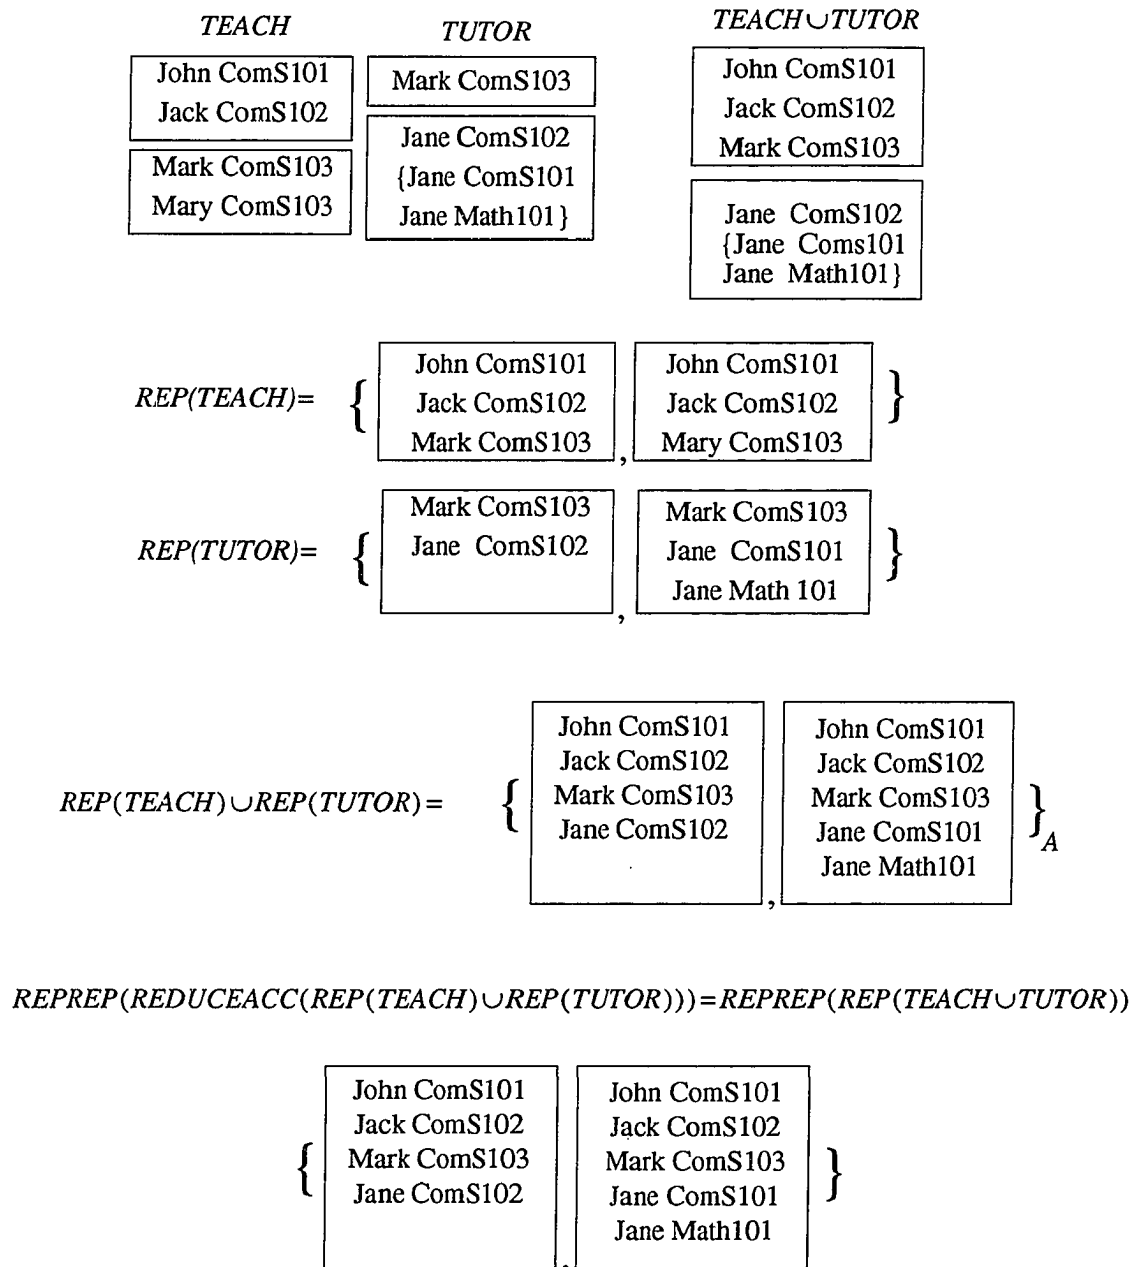 TEACH TUTOR TEACH∪TUTOR
John ComS101
Jack ComS102
Mark ComS103
Mary ComS103
Mark ComS103
Jane ComS102
{Jane ComS101
Jane Math101}
John ComS101
Jack ComS102
Mark ComS103
Jane ComS102
{Jane Coms101
Jane Math101}
REP(TEACH)= {
John ComS101
Jack ComS102
Mark ComS103
,
John ComS101
Jack ComS102
Mary ComS103
}
REP(TUTOR)= {
Mark ComS103
Jane ComS102
,
Mark ComS103
Jane ComS101
Jane Math 101
}
REP(TEACH)∪REP(TUTOR)= {
John ComS101
Jack ComS102
Mark ComS103
Jane ComS102
,
John ComS101
Jack ComS102
Mark ComS103
Jane ComS101
Jane Math101
}A
REPREP(REDUCEACC(REP(TEACH)∪REP(TUTOR)))=REPREP(REP(TEACH∪TUTOR))
{
John ComS101
Jack ComS102
Mark ComS103
Jane ComS102
,
John ComS101
Jack ComS102
Mark ComS103
Jane ComS101
Jane Math101
}